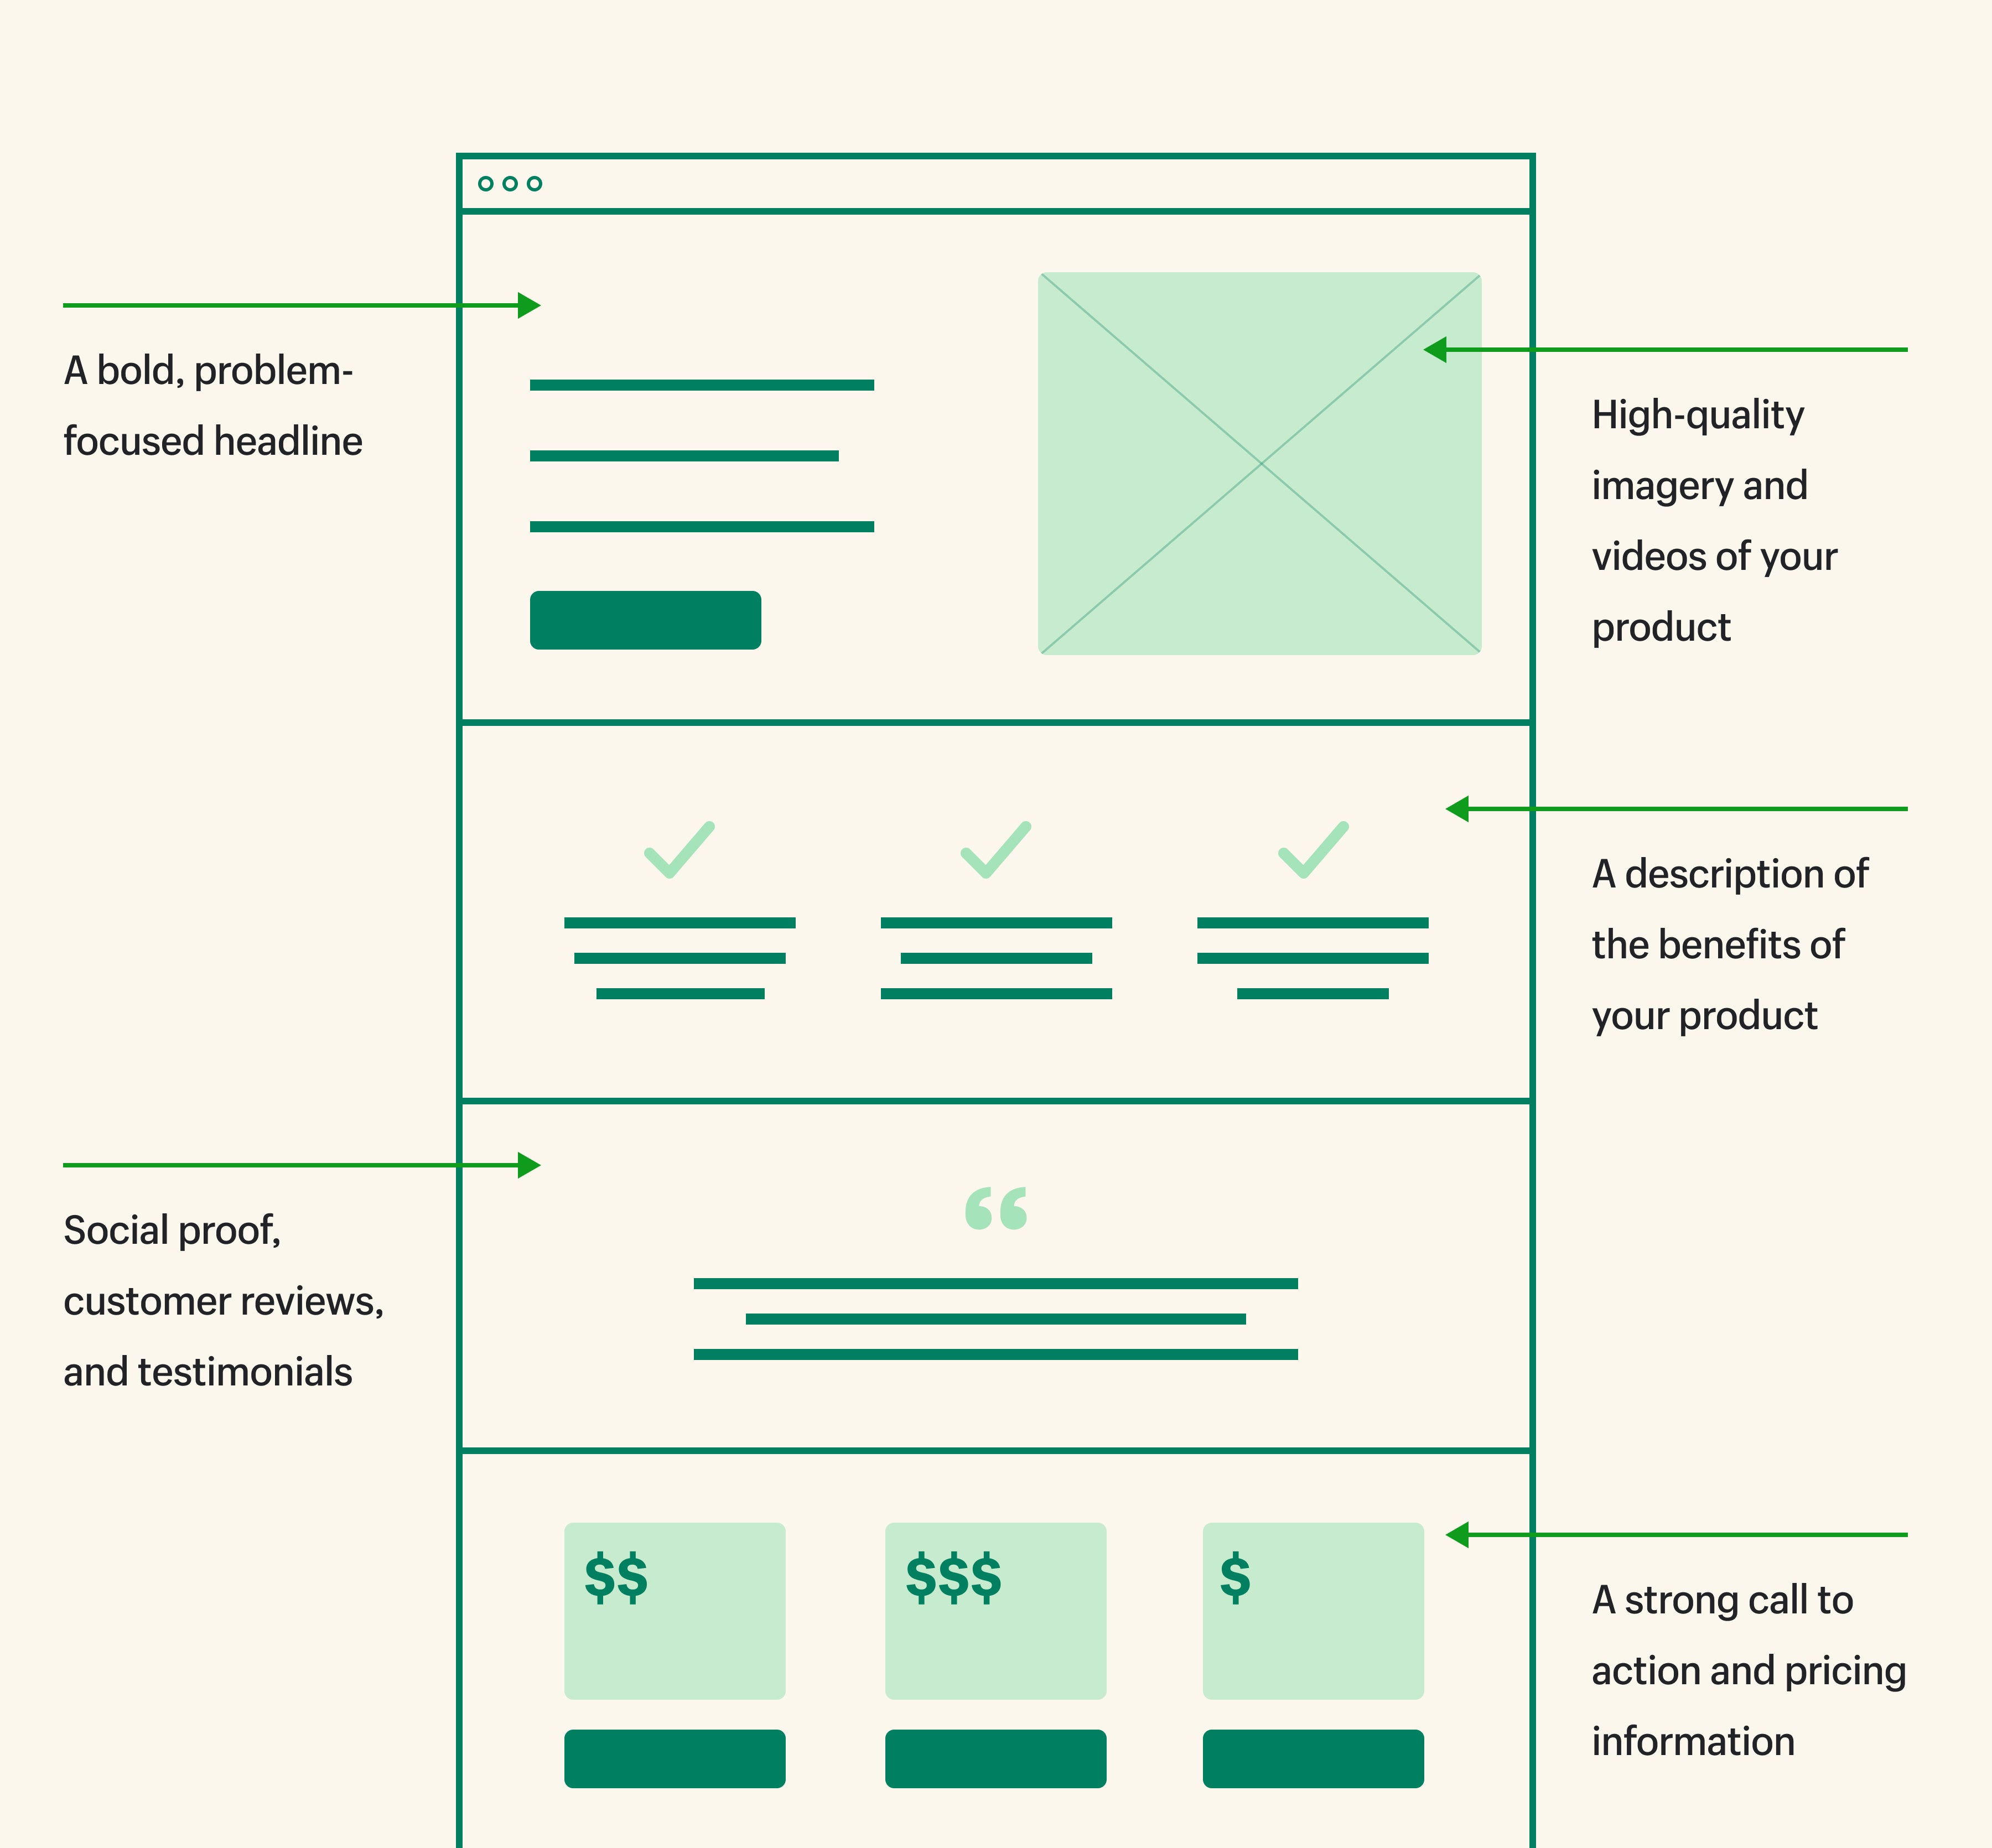 A bold, problem-
focused headline
High-quality
imagery and
videos of your
product
A description of
the benefits of
your product
“
Social proof,
customer reviews,
and testimonials
$$
$$$
$
A strong call to
action and pricing
information